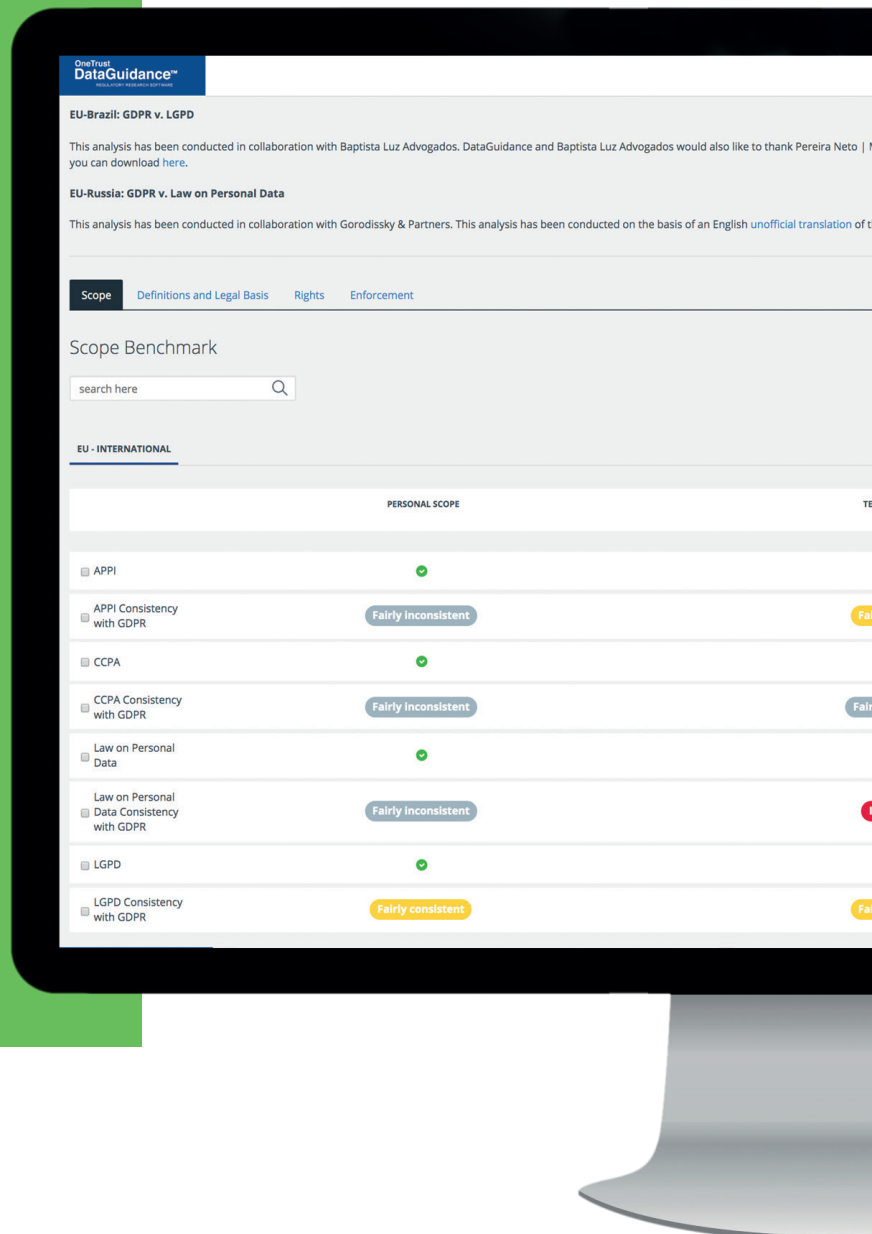 OneTrust
DataGuidance™
REGULATORY RESEARCH SOFTWARE
EU-Brazil: GDPR v. LGPD
This analysis has been conducted in collaboration with Baptista Luz Advogados. DataGuidance and Baptista Luz Advogados would also like to thank Pereira Neto |
you can download here.
EU-Russia: GDPR v. Law on Personal Data
This analysis has been conducted in collaboration with Gorodissky & Partners. This analysis has been conducted on the basis of an English unofficial translation of
Scope Definitions and Legal Basis Rights Enforcement
Scope Benchmark
search here
EU - INTERNATIONAL
PERSONAL SCOPE
APPI
APPI Consistency
with GDPR
Fairly inconsistent
CCPA
CCPA Consistency
with GDPR
Fairly inconsistent
Law on Personal
Data
Law on Personal
Data Consistency
with GDPR
Fairly inconsistent
LGPD
LGPD Consistency
with GDPR
Fairly consistent